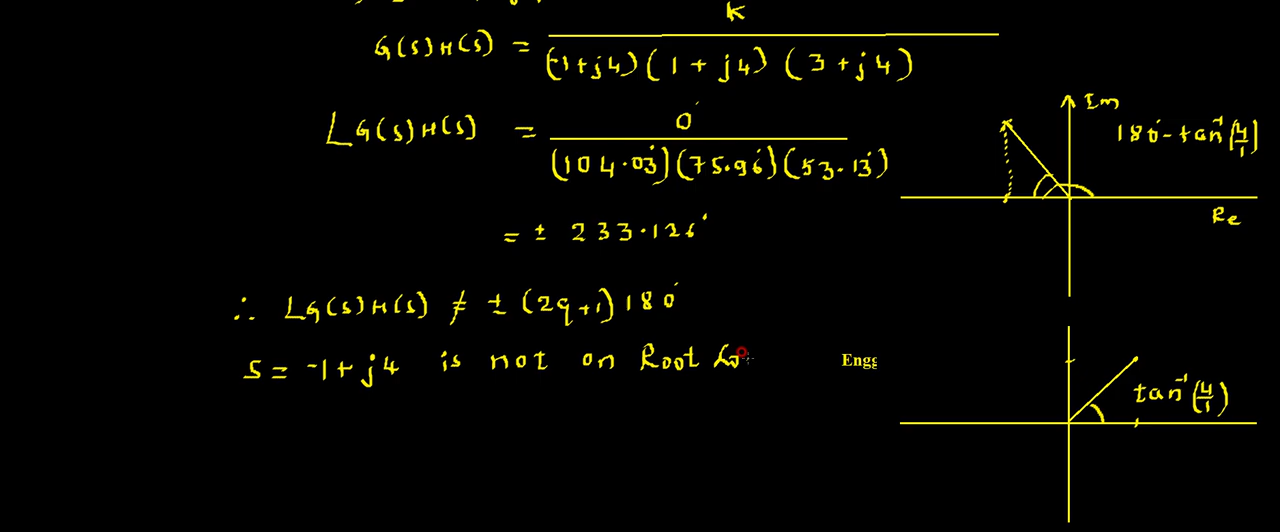 K
G(s)H(s) = ―――
(-1+j4)(1+j4)(3+j4)
∠G(s)H(s) = 0°
(104.03°)(75.96°)(53.13°)
= ± 233.126°
∴ ∠G(s)H(s) ≠ ± (2q+1)180°
s = -1+j4 is not on Root Lo
Engg
Im
180°-tan⁻¹(4/1)
Re
tan⁻¹(4/1)